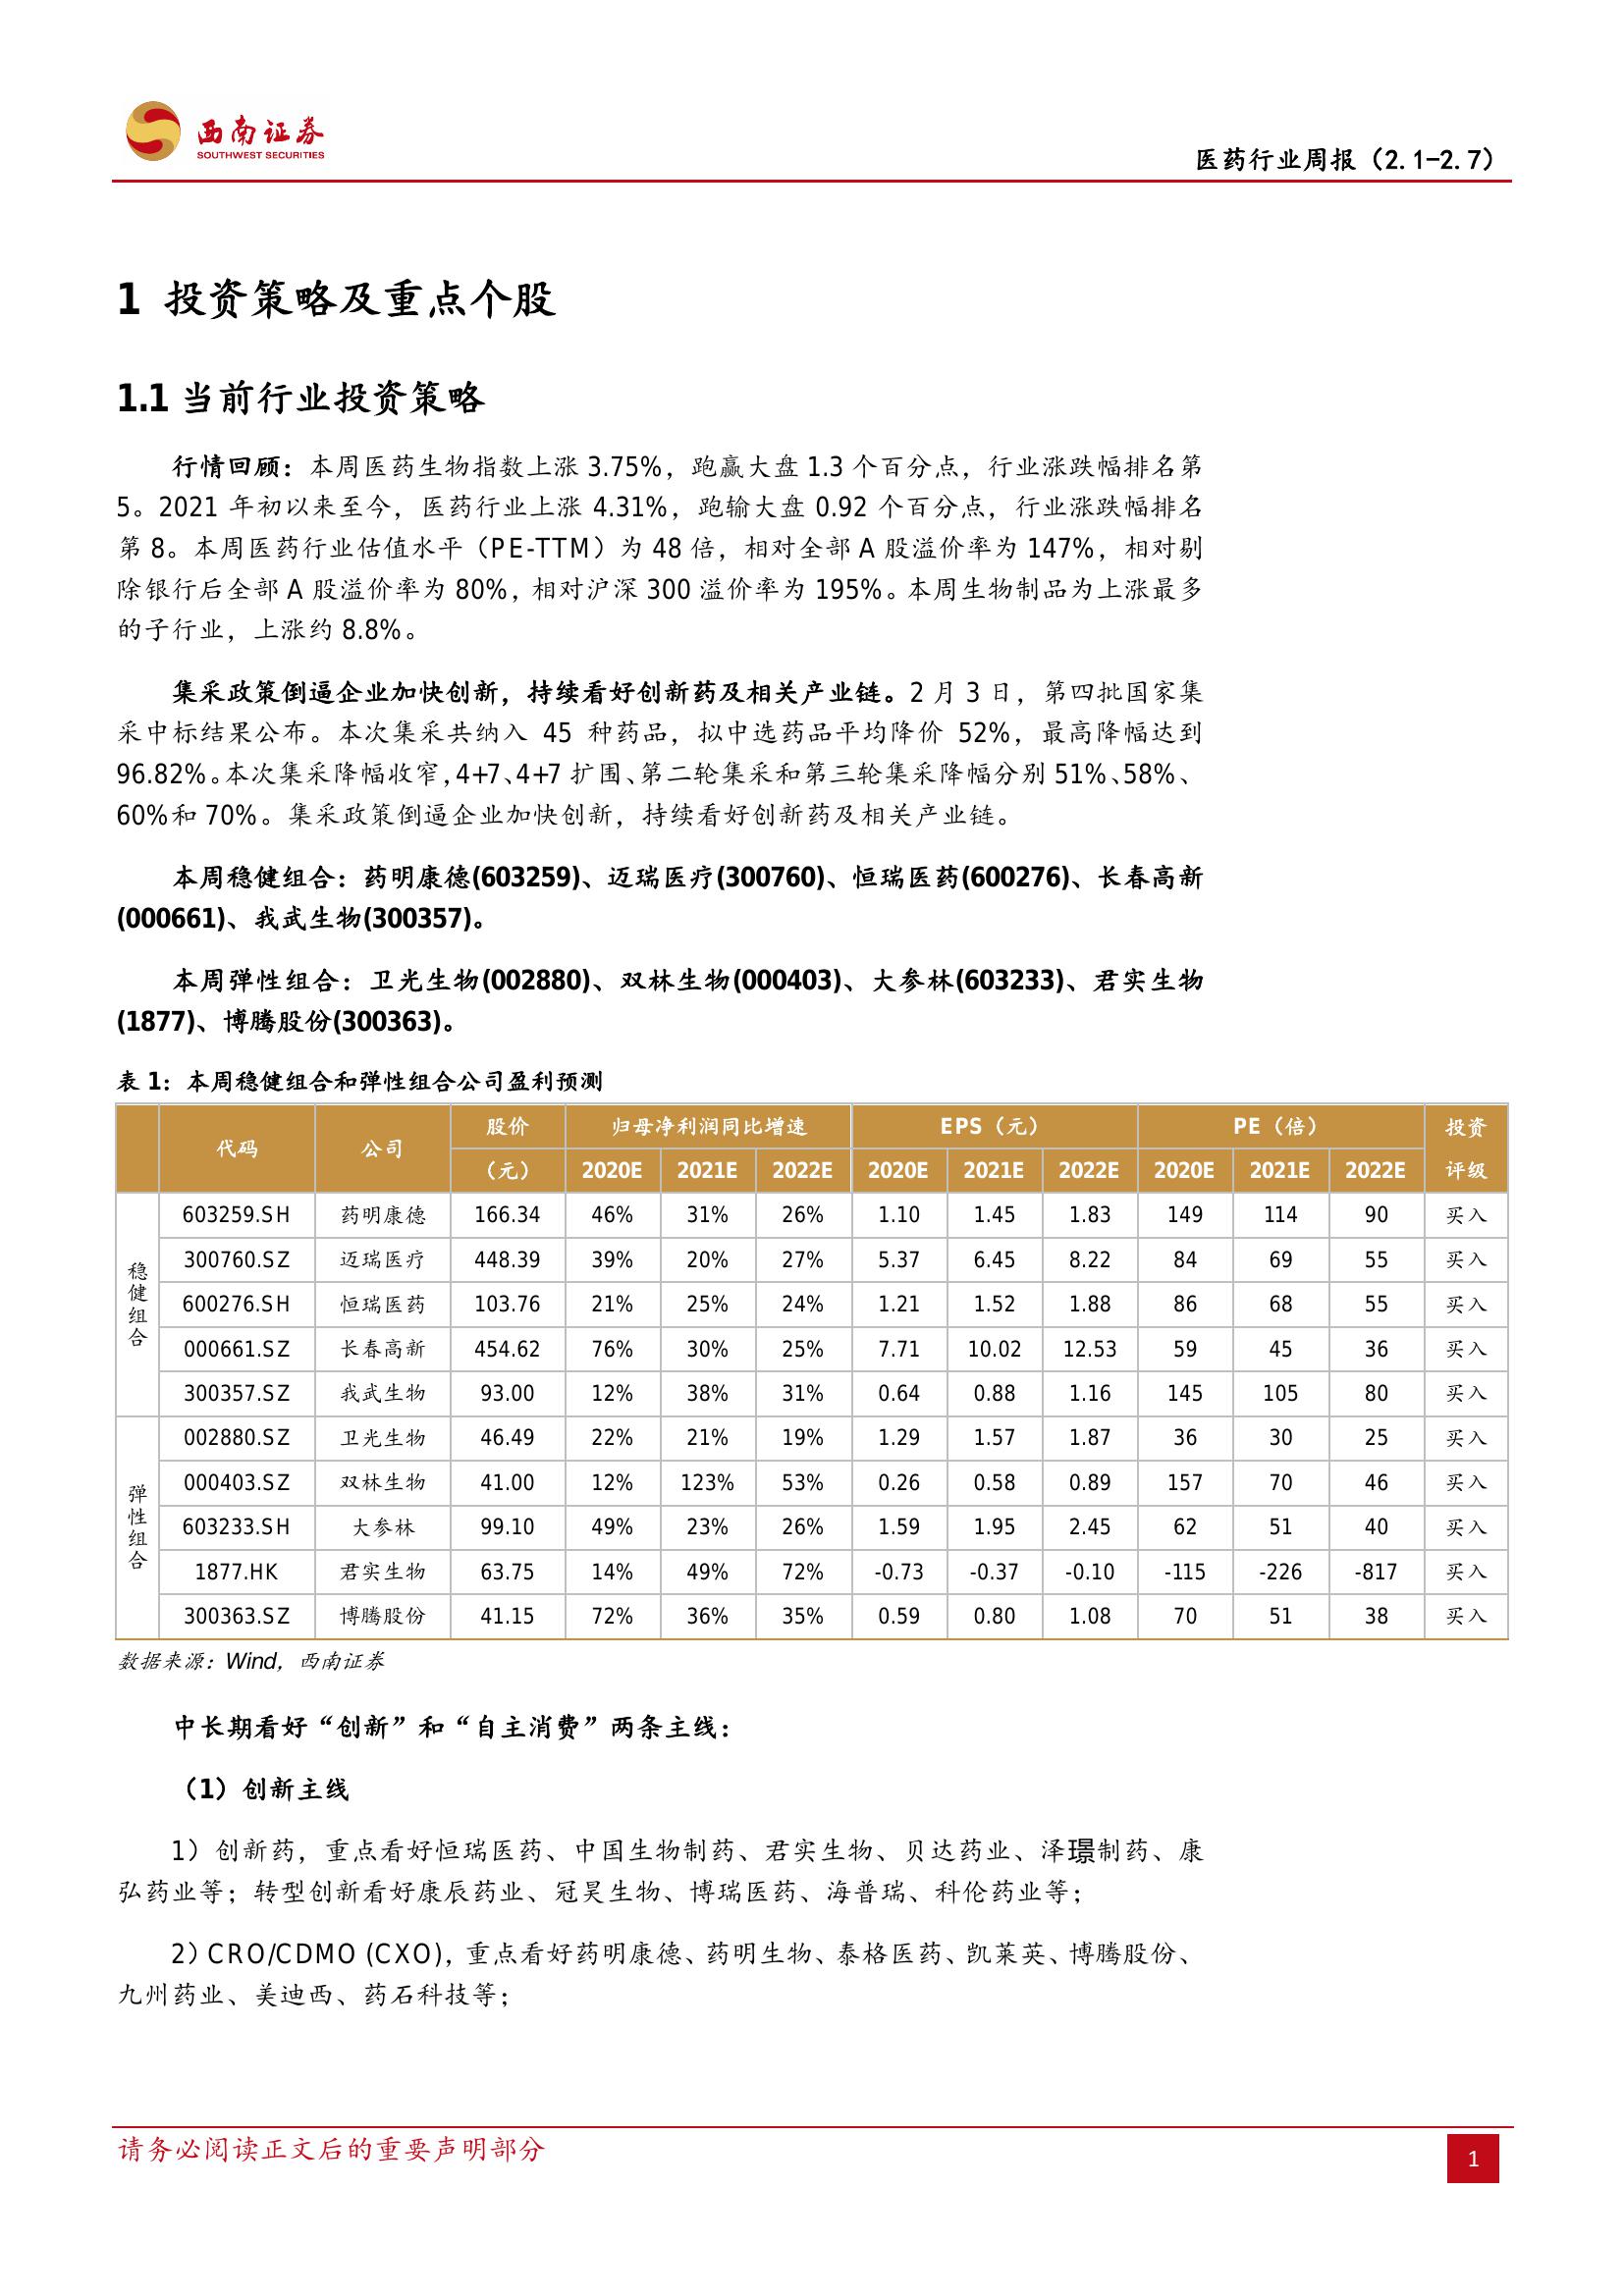 西南证券
SOUTHWEST SECURITIES
医药行业周报（2.1-2.7）
1 投资策略及重点个股
1.1 当前行业投资策略
行情回顾：本周医药生物指数上涨 3.75%，跑赢大盘 1.3 个百分点，行业涨跌幅排名第
5。2021 年初以来至今，医药行业上涨 4.31%，跑输大盘 0.92 个百分点，行业涨跌幅排名
第 8。本周医药行业估值水平（PE-TTM）为 48 倍，相对全部 A 股溢价率为 147%，相对剔
除银行后全部 A 股溢价率为 80%，相对沪深 300 溢价率为 195%。本周生物制品为上涨最多
的子行业，上涨约 8.8%。
集采政策倒逼企业加快创新，持续看好创新药及相关产业链。2 月 3 日，第四批国家集
采中标结果公布。本次集采共纳入 45 种药品，拟中选药品平均降价 52%，最高降幅达到
96.82%。本次集采降幅收窄，4+7、4+7 扩围、第二轮集采和第三轮集采降幅分别 51%、58%、
60%和 70%。集采政策倒逼企业加快创新，持续看好创新药及相关产业链。
本周稳健组合：药明康德(603259)、迈瑞医疗(300760)、恒瑞医药(600276)、长春高新
(000661)、我武生物(300357)。
本周弹性组合：卫光生物(002880)、双林生物(000403)、大参林(603233)、君实生物
(1877)、博腾股份(300363)。
表 1：本周稳健组合和弹性组合公司盈利预测
代码 公司 股价（元） 归母净利润同比增速 EPS（元） PE（倍） 投资评级
2020E 2021E 2022E 2020E 2021E 2022E 2020E 2021E 2022E
稳健组合
603259.SH 药明康德 166.34 46% 31% 26% 1.10 1.45 1.83 149 114 90 买入
300760.SZ 迈瑞医疗 448.39 39% 20% 27% 5.37 6.45 8.22 84 69 55 买入
600276.SH 恒瑞医药 103.76 21% 25% 24% 1.21 1.52 1.88 86 68 55 买入
000661.SZ 长春高新 454.62 76% 30% 25% 7.71 10.02 12.53 59 45 36 买入
300357.SZ 我武生物 93.00 12% 38% 31% 0.64 0.88 1.16 145 105 80 买入
弹性组合
002880.SZ 卫光生物 46.49 22% 21% 19% 1.29 1.57 1.87 36 30 25 买入
000403.SZ 双林生物 41.00 12% 123% 53% 0.26 0.58 0.89 157 70 46 买入
603233.SH 大参林 99.10 49% 23% 26% 1.59 1.95 2.45 62 51 40 买入
1877.HK 君实生物 63.75 14% 49% 72% -0.73 -0.37 -0.10 -115 -226 -817 买入
300363.SZ 博腾股份 41.15 72% 36% 35% 0.59 0.80 1.08 70 51 38 买入
数据来源：Wind，西南证券
中长期看好“创新”和“自主消费”两条主线：
（1）创新主线
1）创新药，重点看好恒瑞医药、中国生物制药、君实生物、贝达药业、泽璟制药、康
弘药业等；转型创新看好康辰药业、冠昊生物、博瑞医药、海普瑞、科伦药业等；
2）CRO/CDMO (CXO)，重点看好药明康德、药明生物、泰格医药、凯莱英、博腾股份、
九州药业、美迪西、药石科技等；
请务必阅读正文后的重要声明部分
1